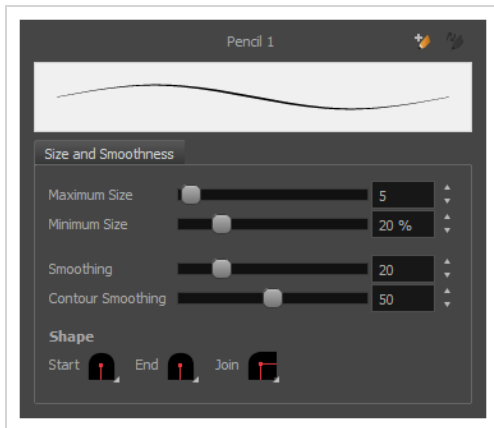 Pencil 1
Size and Smoothness
Maximum Size 5
Minimum Size 20 %
Smoothing 20
Contour Smoothing 50
Shape
Start End Join